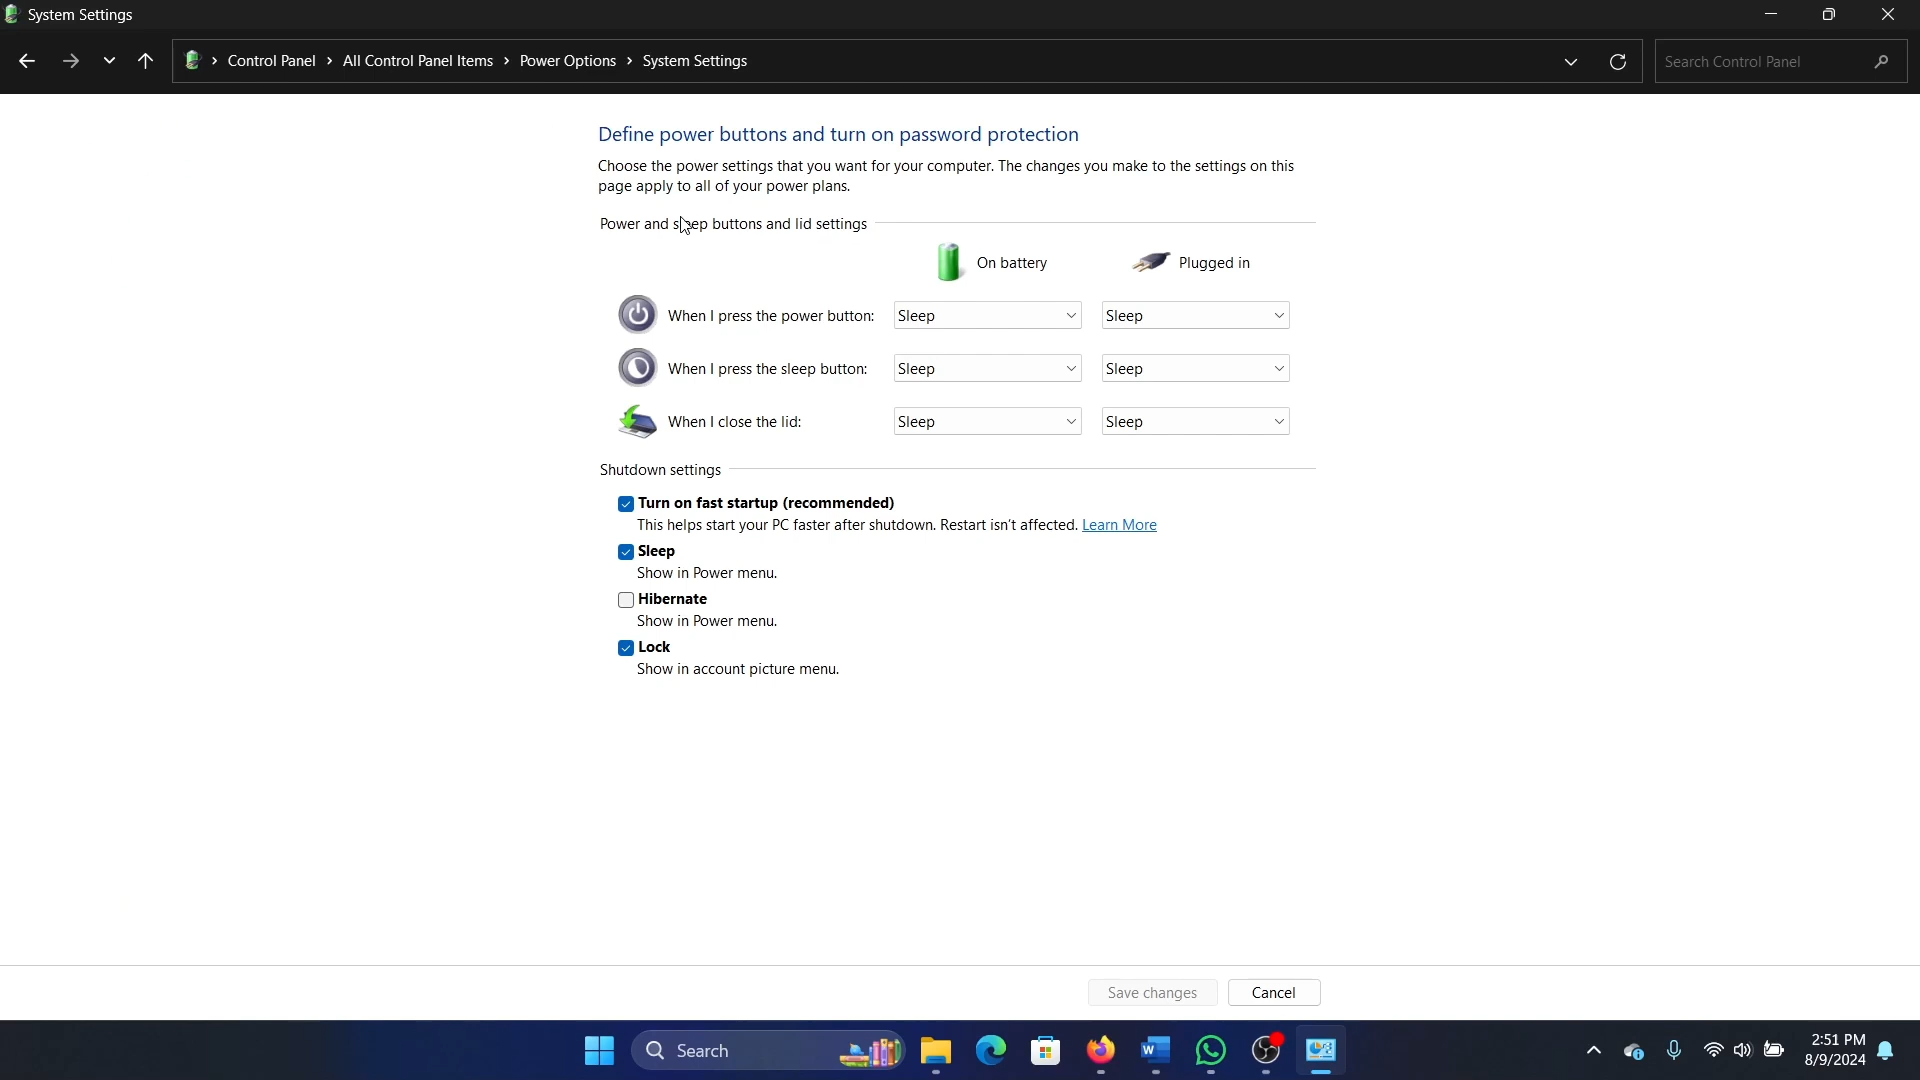 System Settings
Control Panel › All Control Panel Items › Power Options › System Settings
Search Control Panel
Define power buttons and turn on password protection
Choose the power settings that you want for your computer. The changes you make to the settings on this
page apply to all of your power plans.
Power and sleep buttons and lid settings
On battery
Plugged in
When I press the power button: Sleep Sleep
When I press the sleep button: Sleep Sleep
When I close the lid: Sleep Sleep
Shutdown settings
Turn on fast startup (recommended)
This helps start your PC faster after shutdown. Restart isn't affected. Learn More
Sleep
Show in Power menu.
Hibernate
Show in Power menu.
Lock
Show in account picture menu.
Save changes
Cancel
Search
W
2:51 PM
8/9/2024